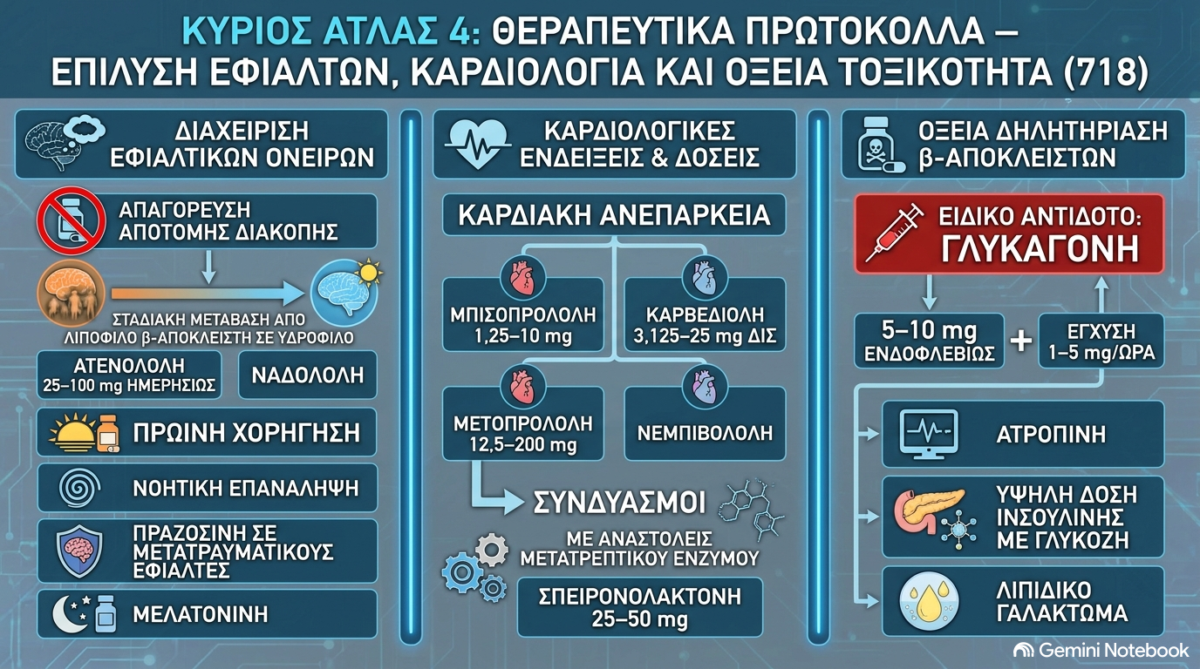 ΚΥΡΙΟΣ ΑΤΛΑΣ 4: ΘΕΡΑΠΕΥΤΙΚΑ ΠΡΩΤΟΚΟΛΛΑ –
ΕΠΙΛΥΣΗ ΕΦΙΑΛΤΩΝ, ΚΑΡΔΙΟΛΟΓΙΑ ΚΑΙ ΟΞΕΙΑ ΤΟΞΙΚΟΤΗΤΑ (718)
ΔΙΑΧΕΙΡΙΣΗ
ΕΦΙΑΛΤΙΚΩΝ ΟΝΕΙΡΩΝ
ΑΠΑΓΟΡΕΥΣΗ
ΑΠΟΤΟΜΗΣ ΔΙΑΚΟΠΗΣ
ΣΤΑΔΙΑΚΗ ΜΕΤΑΒΑΣΗ ΑΠΟ
ΛΙΠΟΦΙΛΟ β-ΑΠΟΚΛΕΙΣΤΗ ΣΕ ΥΔΡΟΦΙΛΟ
ΑΤΕΝΟΛΟΛΗ
25–100 mg ΗΜΕΡΗΣΙΩΣ
ΝΑΔΟΛΟΛΗ
ΠΡΩΙΝΗ ΧΟΡΗΓΗΣΗ
ΝΟΗΤΙΚΗ ΕΠΑΝΑΛΗΨΗ
ΠΡΑΖΟΣΙΝΗ ΣΕ
ΜΕΤΑΤΡΑΥΜΑΤΙΚΟΥΣ
ΕΦΙΑΛΤΕΣ
ΜΕΛΑΤΟΝΙΝΗ
ΚΑΡΔΙΟΛΟΓΙΚΕΣ
ΕΝΔΕΙΞΕΙΣ & ΔΟΣΕΙΣ
ΚΑΡΔΙΑΚΗ ΑΝΕΠΑΡΚΕΙΑ
ΜΠΙΣΟΠΡΟΛΟΛΗ
1,25–10 mg
ΚΑΡΒΕΔΙΟΛΗ
3,125–25 mg ΔΙΣ
ΜΕΤΟΠΡΟΛΟΛΗ
12,5–200 mg
ΝΕΜΠΙΒΟΛΟΛΗ
ΣΥΝΔΥΑΣΜΟΙ
ΜΕ ΑΝΑΣΤΟΛΕΙΣ
ΜΕΤΑΤΡΕΠΤΙΚΟΥ ΕΝΖΥΜΟΥ
ΣΠΕΙΡΟΝΟΛΑΚΤΟΝΗ
25–50 mg
ΟΞΕΙΑ ΔΗΛΗΤΗΡΙΑΣΗ
β-ΑΠΟΚΛΕΙΣΤΩΝ
ΕΙΔΙΚΟ ΑΝΤΙΔΟΤΟ:
ΓΛΥΚΑΓΟΝΗ
5–10 mg
ΕΝΔΟΦΛΕΒΙΩΣ
+
ΕΓΧΥΣΗ
1–5 mg/ΩΡΑ
ΑΤΡΟΠΙΝΗ
ΥΨΗΛΗ ΔΟΣΗ
ΙΝΣΟΥΛΙΝΗΣ
ΜΕ ΓΛΥΚΟΖΗ
ΛΙΠΙΔΙΚΟ
ΓΑΛΑΚΤΩΜΑ
Gemini Notebook